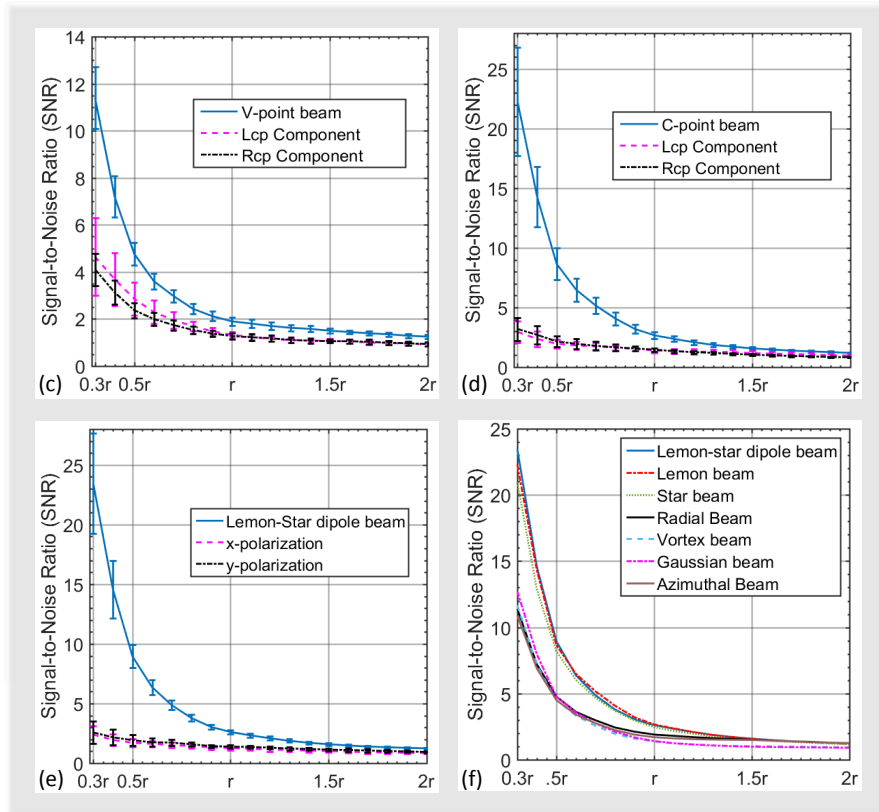 Signal-to-Noise Ratio (SNR)
14
12
10
8
6
4
2
0
V-point beam
Lcp Component
Rcp Component
(c)
0.3r 0.5r r 1.5r 2r
Signal-to-Noise Ratio (SNR)
25
20
15
10
5
0
C-point beam
Lcp Component
Rcp Component
(d)
0.3r .5r r 1.5r 2r
Signal-to-Noise Ratio (SNR)
25
20
15
10
5
0
Lemon-Star dipole beam
x-polarization
y-polarization
(e)
0.3r 0.5r r 1.5r 2r
Signal-to-Noise Ratio (SNR)
25
20
15
10
5
0
Lemon-star dipole beam
Lemon beam
Star beam
Radial Beam
Vortex beam
Gaussian beam
Azimuthal Beam
(f)
0.3r .5r r 1.5r 2r